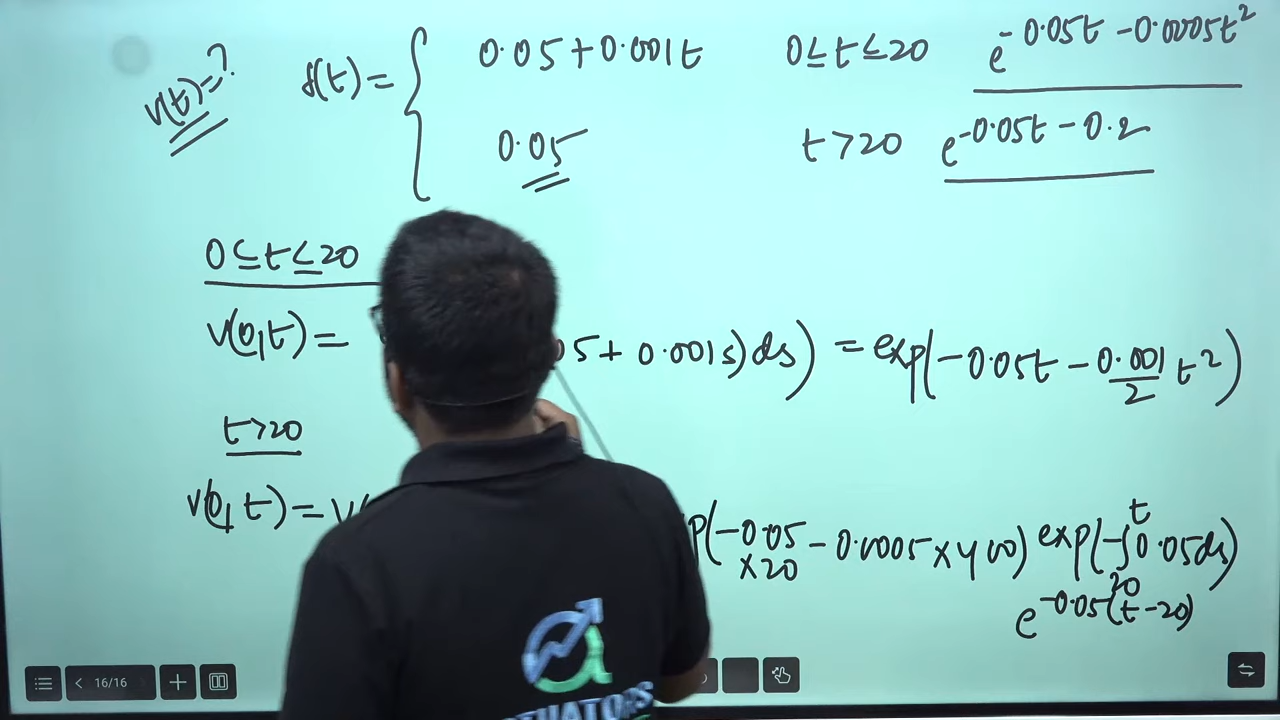 v(t)=?
δ(t)= { 0.05+0.001t 0≤t≤20 e^-0.05t-0.0005t²
0.05 t>20 e^-0.05t-0.2
0≤t≤20
v(0,t)= 05+0.001s)ds) = exp(-0.05t-0.001/2 t²)
t>20
v(0,t)=v( p(-0.05×20-0.0005×400) exp(-∫_20^t 0.05ds)
e^-0.05(t-20)
16/16